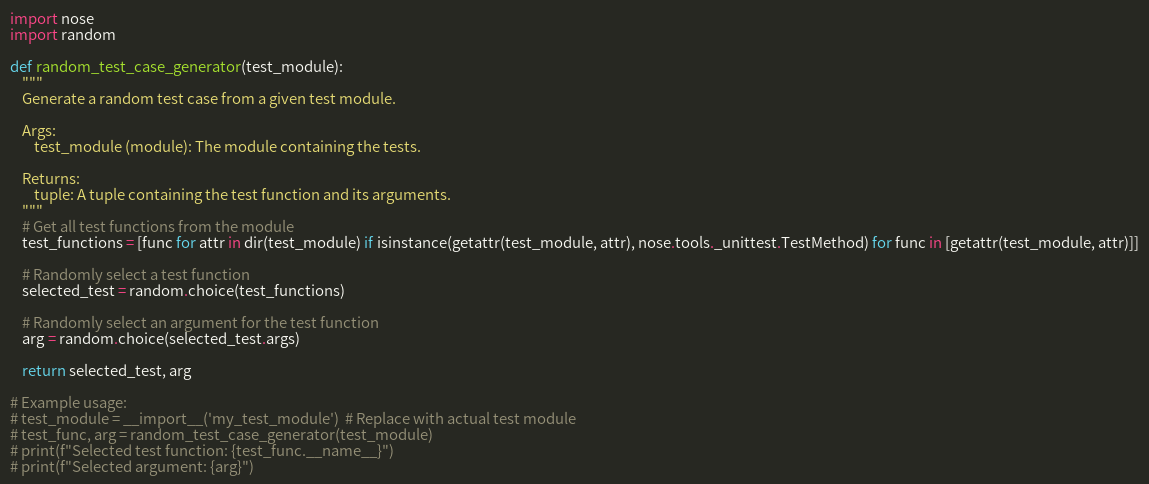 import nose
import random
def random_test_case_generator(test_module):
"""
Generate a random test case from a given test module.
Args:
test_module (module): The module containing the tests.
Returns:
tuple: A tuple containing the test function and its arguments.
"""
# Get all test functions from the module
test_functions = [func for attr in dir(test_module) if isinstance(getattr(test_module, attr), nose.tools._unittest.TestMethod) for func in [getattr(test_module, attr)]]
# Randomly select a test function
selected_test = random.choice(test_functions)
# Randomly select an argument for the test function
arg = random.choice(selected_test.args)
return selected_test, arg
# Example usage:
# test_module = __import__('my_test_module')  # Replace with actual test module
# test_func, arg = random_test_case_generator(test_module)
# print(f"Selected test function: {test_func.__name__}")
# print(f"Selected argument: {arg}")